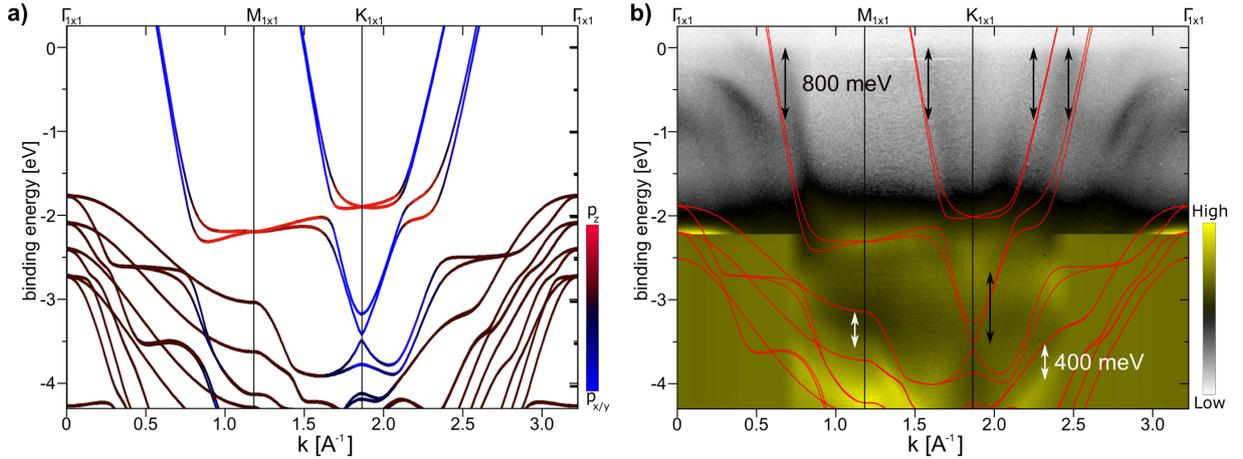 a)
Γ1x1 M1x1 K1x1 Γ1x1
0
-1
-2
-3
-4
binding energy [eV]
0 0.5 1.0 1.5 2.0 2.5 3.0
k [A-1]
pz
px/y
b)
Γ1x1 M1x1 K1x1 Γ1x1
0
-1
-2
-3
-4
binding energy [eV]
800 meV
400 meV
0 0.5 1.0 1.5 2.0 2.5 3.0
k [A-1]
High
Low